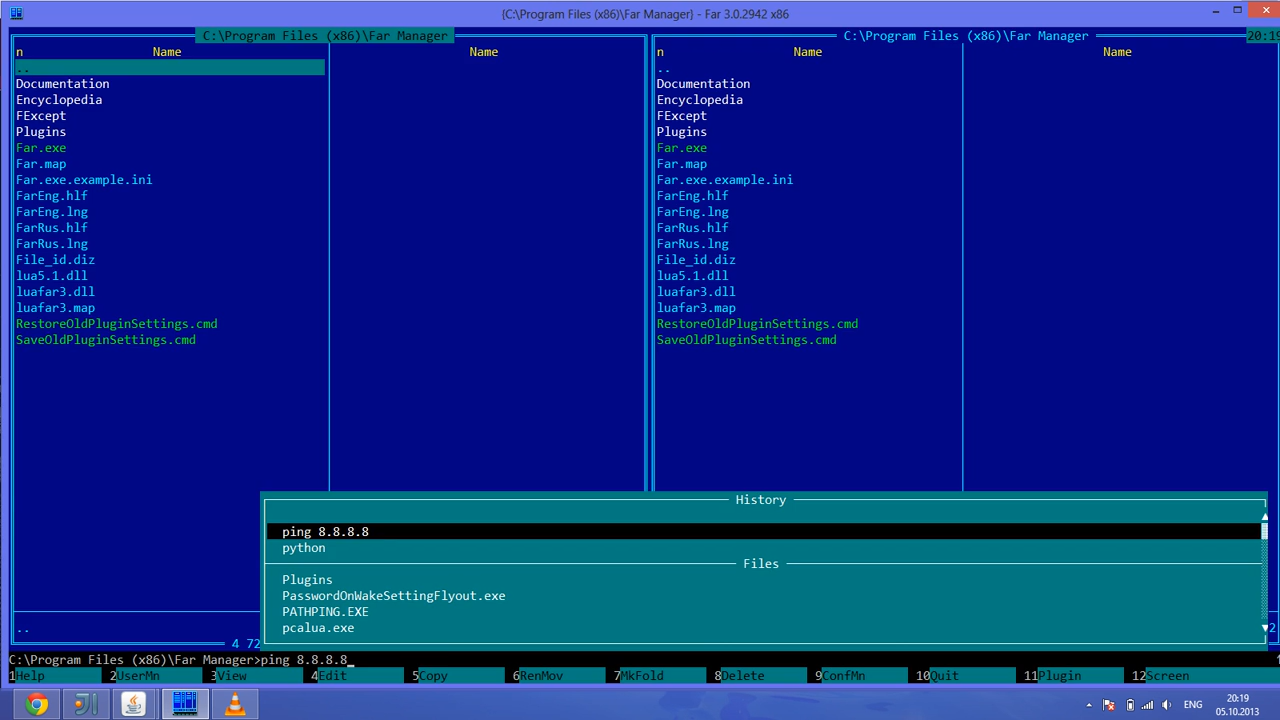 {C:\Program Files (x86)\Far Manager} - Far 3.0.2942 x86
C:\Program Files (x86)\Far Manager
n Name Name
..
Documentation
Encyclopedia
FExcept
Plugins
Far.exe
Far.map
Far.exe.example.ini
FarEng.hlf
FarEng.lng
FarRus.hlf
FarRus.lng
File_id.diz
lua5.1.dll
luafar3.dll
luafar3.map
RestoreOldPluginSettings.cmd
SaveOldPluginSettings.cmd
..
4 72
C:\Program Files (x86)\Far Manager
20:19
n Name Name
..
Documentation
Encyclopedia
FExcept
Plugins
Far.exe
Far.map
Far.exe.example.ini
FarEng.hlf
FarEng.lng
FarRus.hlf
FarRus.lng
File_id.diz
lua5.1.dll
luafar3.dll
luafar3.map
RestoreOldPluginSettings.cmd
SaveOldPluginSettings.cmd
2
History
ping 8.8.8.8
python
Files
Plugins
PasswordOnWakeSettingFlyout.exe
PATHPING.EXE
pcalua.exe
C:\Program Files (x86)\Far Manager>ping 8.8.8.8
1Help 2UserMn 3View 4Edit 5Copy 6RenMov 7MkFold 8Delete 9ConfMn 10Quit 11Plugin 12Screen
ENG
20:19
05.10.2013